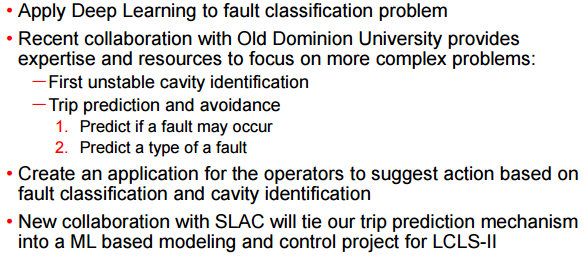 • Apply Deep Learning to fault classification problem
• Recent collaboration with Old Dominion University provides
expertise and resources to focus on more complex problems:
– First unstable cavity identification
– Trip prediction and avoidance
1. Predict if a fault may occur
2. Predict a type of a fault
• Create an application for the operators to suggest action based on
fault classification and cavity identification
• New collaboration with SLAC will tie our trip prediction mechanism
into a ML based modeling and control project for LCLS-II